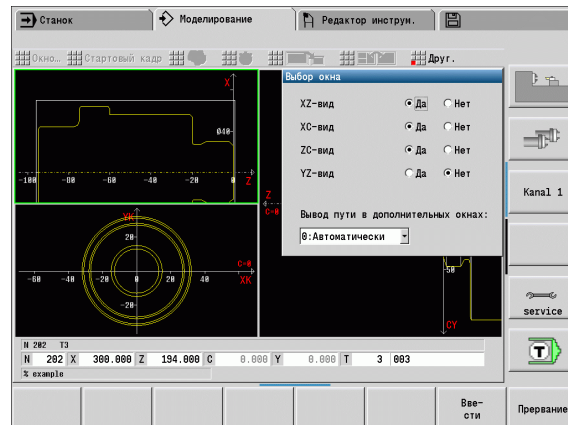 Станок Моделирование Редактор инструм.
Окно… Стартовый кадр Друг.
Выбор окна
XZ-вид Да Нет
XC-вид Да Нет
ZC-вид Да Нет
YZ-вид Да Нет
Вывод пути в дополнительных окнах:
0:Автоматически
X
ø40-
-100 -80 -60 -40 -20 0 Z
Z
C-0
YK
20-
C-0
-60 -40 -20 0 20 40 XK
-20-
-50
CY
Kanal 1
service
T
N 202 T3
N 202 X 300.000 Z 194.000 C 0.000 Y 0.000 T 3 003
% example
Вве-
сти
Прервание